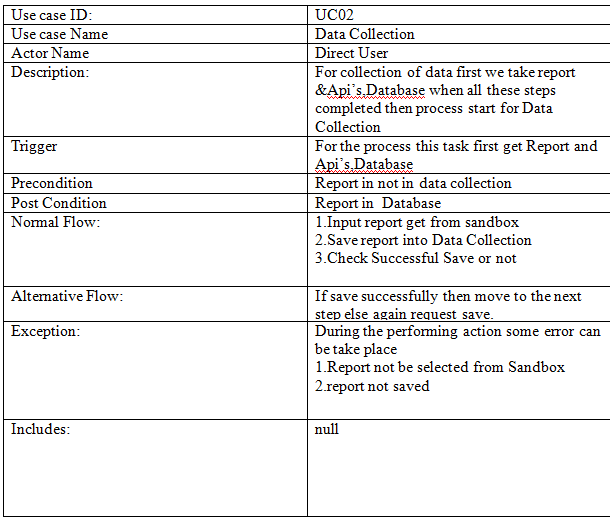 Use case ID: UC02
Use case Name Data Collection
Actor Name Direct User
Description: For collection of data first we take report
&Api's,Database when all these steps
completed then process start for Data
Collection
Trigger For the process this task first get Report and
Api's,Database
Precondition Report in not in data collection
Post Condition Report in Database
Normal Flow: 1.Input report get from sandbox
2.Save report into Data Collection
3.Check Successful Save or not
Alternative Flow: If save successfully then move to the next
step else again request save.
Exception: During the performing action some error can
be take place
1.Report not be selected from Sandbox
2.report not saved
Includes: null